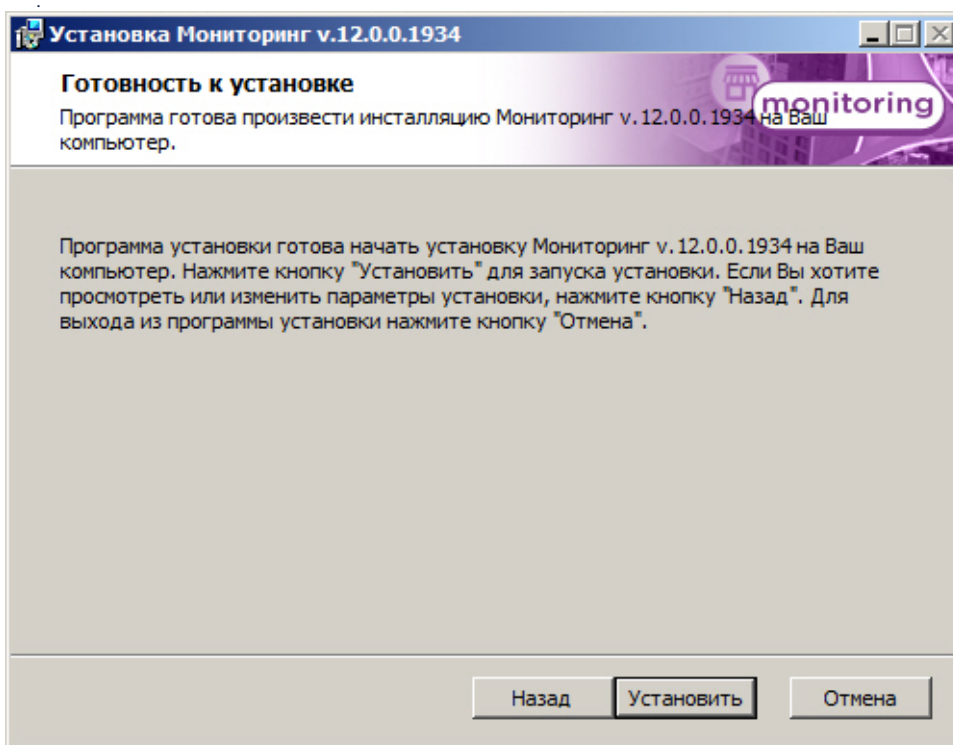 Установка Мониторинг v.12.0.0.1934
Готовность к установке
Программа готова произвести инсталляцию Мониторинг v.12.0.0.1934 на Ваш
компьютер.
monitoring
Программа установки готова начать установку Мониторинг v.12.0.0.1934 на Ваш
компьютер. Нажмите кнопку "Установить" для запуска установки. Если Вы хотите
просмотреть или изменить параметры установки, нажмите кнопку "Назад". Для
выхода из программы установки нажмите кнопку "Отмена".
Назад Установить Отмена